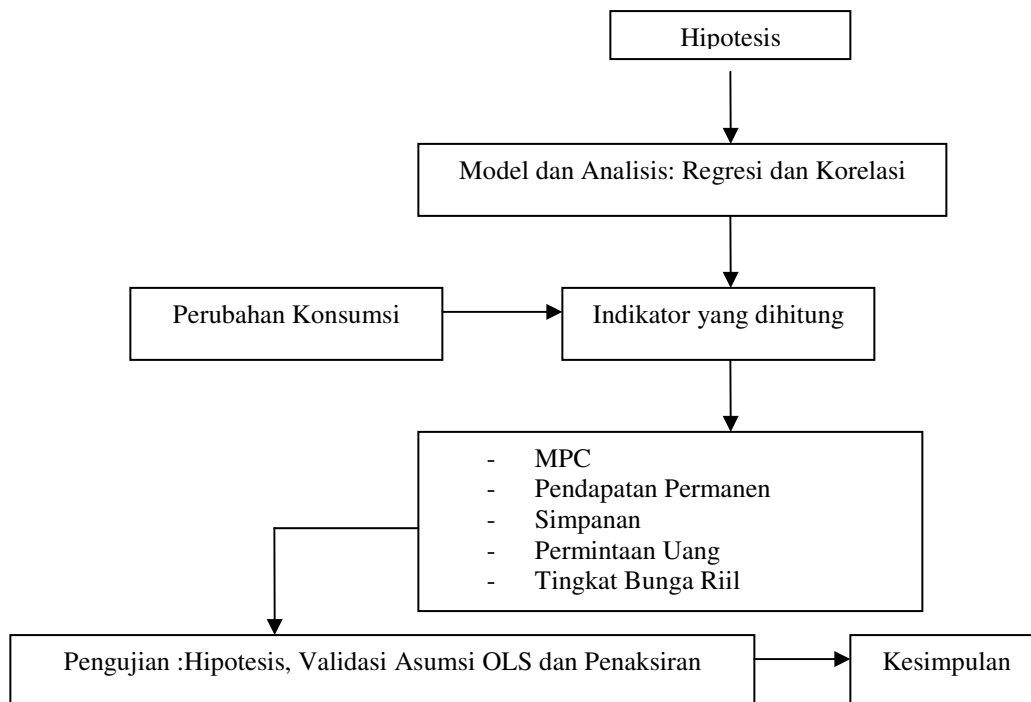 Hipotesis
Model dan Analisis: Regresi dan Korelasi
Perubahan Konsumsi
Indikator yang dihitung
- MPC
- Pendapatan Permanen
- Simpanan
- Permintaan Uang
- Tingkat Bunga Riil
Pengujian :Hipotesis, Validasi Asumsi OLS dan Penaksiran
Kesimpulan